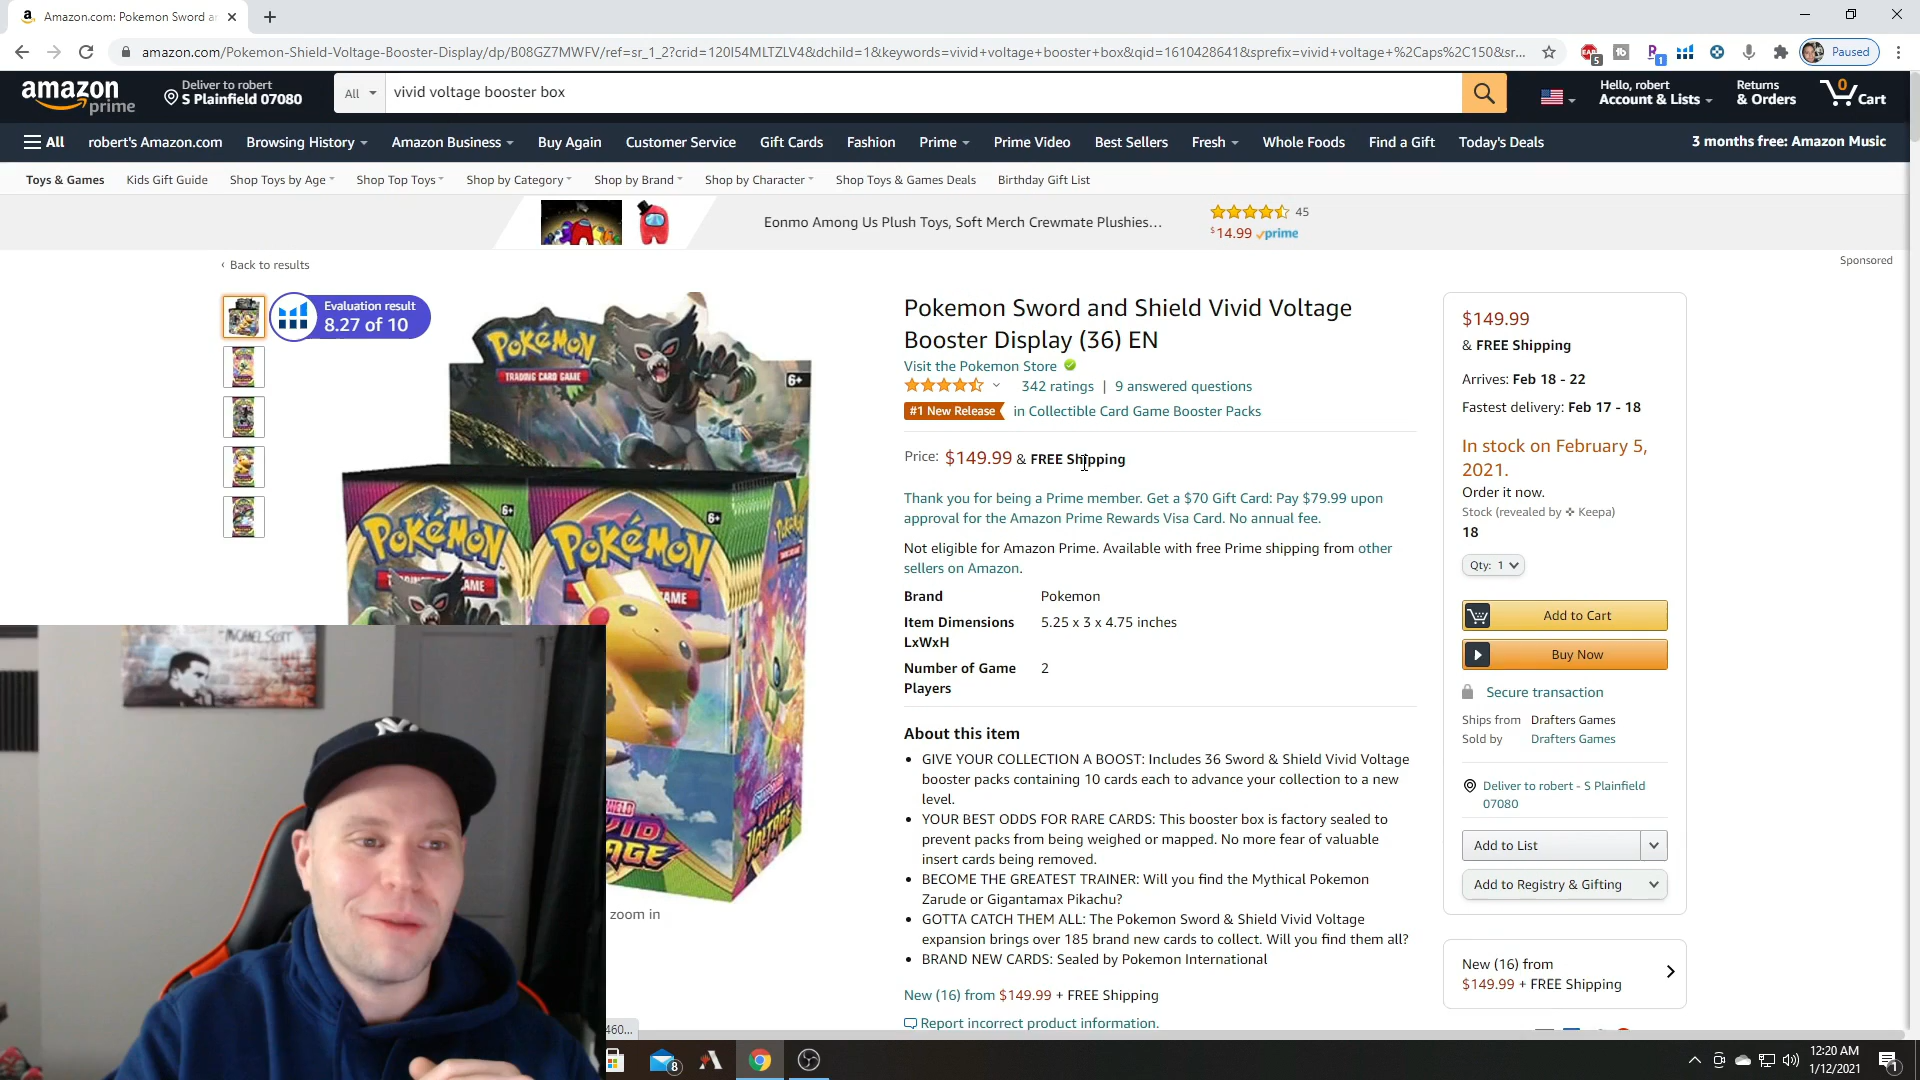 Amazon.com: Pokemon Sword a
amazon.com/Pokemon-Shield-Voltage-Booster-Display/dp/B08GZ7MWFV/ref=sr_1_2?crid=120I54MLTZLV4&dchild=1&keywords=vivid+voltage+booster+box&qid=1610428641&sprefix=vivid+voltage+%2Caps%2C150&sr...
5
1
Paused
amazon
prime
Deliver to robert
S Plainfield 07080
All
vivid voltage booster box
Hello, robert
Account & Lists
Returns
& Orders
0
Cart
All
robert's Amazon.com
Browsing History
Amazon Business
Buy Again
Customer Service
Gift Cards
Fashion
Prime
Prime Video
Best Sellers
Fresh
Whole Foods
Find a Gift
Today's Deals
3 months free: Amazon Music
Toys & Games
Kids Gift Guide
Shop Toys by Age
Shop Top Toys
Shop by Category
Shop by Brand
Shop by Character
Shop Toys & Games Deals
Birthday Gift List
Eonmo Among Us Plush Toys, Soft Merch Crewmate Plushies…
45
$14.99 prime
‹ Back to results
Sponsored
Evaluation result
8.27 of 10
POKéMON
TRADING CARD GAME
6+
POKéMON
6+
POKéMON
6+
Pokemon Sword and Shield Vivid Voltage
Booster Display (36) EN
Visit the Pokemon Store
342 ratings | 9 answered questions
#1 New Release in Collectible Card Game Booster Packs
Price: $149.99 & FREE Shipping
Thank you for being a Prime member. Get a $70 Gift Card: Pay $79.99 upon
approval for the Amazon Prime Rewards Visa Card. No annual fee.
Not eligible for Amazon Prime. Available with free Prime shipping from other
sellers on Amazon.
Brand Pokemon
Item Dimensions 5.25 x 3 x 4.75 inches
LxWxH
Number of Game 2
Players
About this item
• GIVE YOUR COLLECTION A BOOST: Includes 36 Sword & Shield Vivid Voltage
booster packs containing 10 cards each to advance your collection to a new
level.
• YOUR BEST ODDS FOR RARE CARDS: This booster box is factory sealed to
prevent packs from being weighed or mapped. No more fear of valuable
insert cards being removed.
• BECOME THE GREATEST TRAINER: Will you find the Mythical Pokemon
Zarude or Gigantamax Pikachu?
• GOTTA CATCH THEM ALL: The Pokemon Sword & Shield Vivid Voltage
expansion brings over 185 brand new cards to collect. Will you find them all?
• BRAND NEW CARDS: Sealed by Pokemon International
New (16) from $149.99 + FREE Shipping
Report incorrect product information.
$149.99
& FREE Shipping
Arrives: Feb 18 - 22
Fastest delivery: Feb 17 - 18
In stock on February 5,
2021.
Order it now.
Stock (revealed by Keepa)
18
Qty: 1
Add to Cart
Buy Now
Secure transaction
Ships from Drafters Games
Sold by Drafters Games
Deliver to robert - S Plainfield
07080
Add to List
Add to Registry & Gifting
New (16) from
$149.99 + FREE Shipping
zoom in
MICHAEL SCOTT
NY
460...
8
12:20 AM
1/12/2021
1